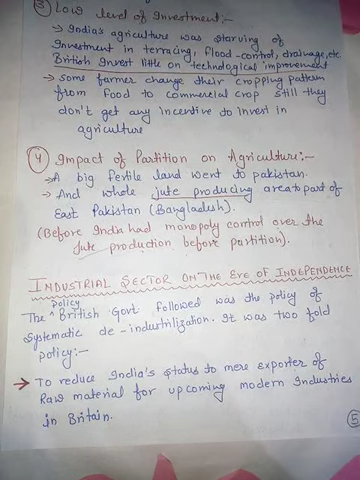 ③ Low level of Investment:-
→ India's agriculture was starving of
Investment in terracing, flood-control, drainage, etc.
British Invest little on technological improvement
→ Some farmer change their cropping pattern
from food to commercial crop still they
don't get any incentive to invest in
agriculture
④ Impact of Partition on Agriculture:-
→ A big fertile land went to pakistan.
→ And whole jute producing area to part of
East Pakistan (Bangladesh).
(Before India had monopoly control over the
Jute production before partition).
INDUSTRIAL SECTOR ON THE EVE OF INDEPENDENCE
The ^policy British Govt followed was the policy of
systematic de-industrilization. It was two fold
policy:-
→ To reduce India's status to mere exporter of
Raw material for upcoming modern Industries
in Britain.
⑤